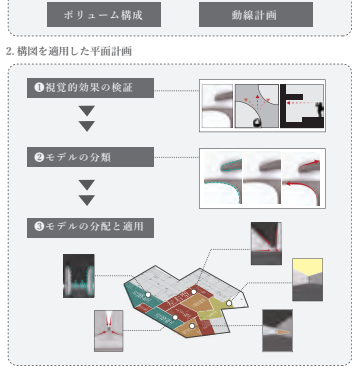 ボリューム構成
動線計画
2. 構図を適用した平面計画
❶視覚的効果の検証
❷モデルの分類
❸モデルの分配と適用